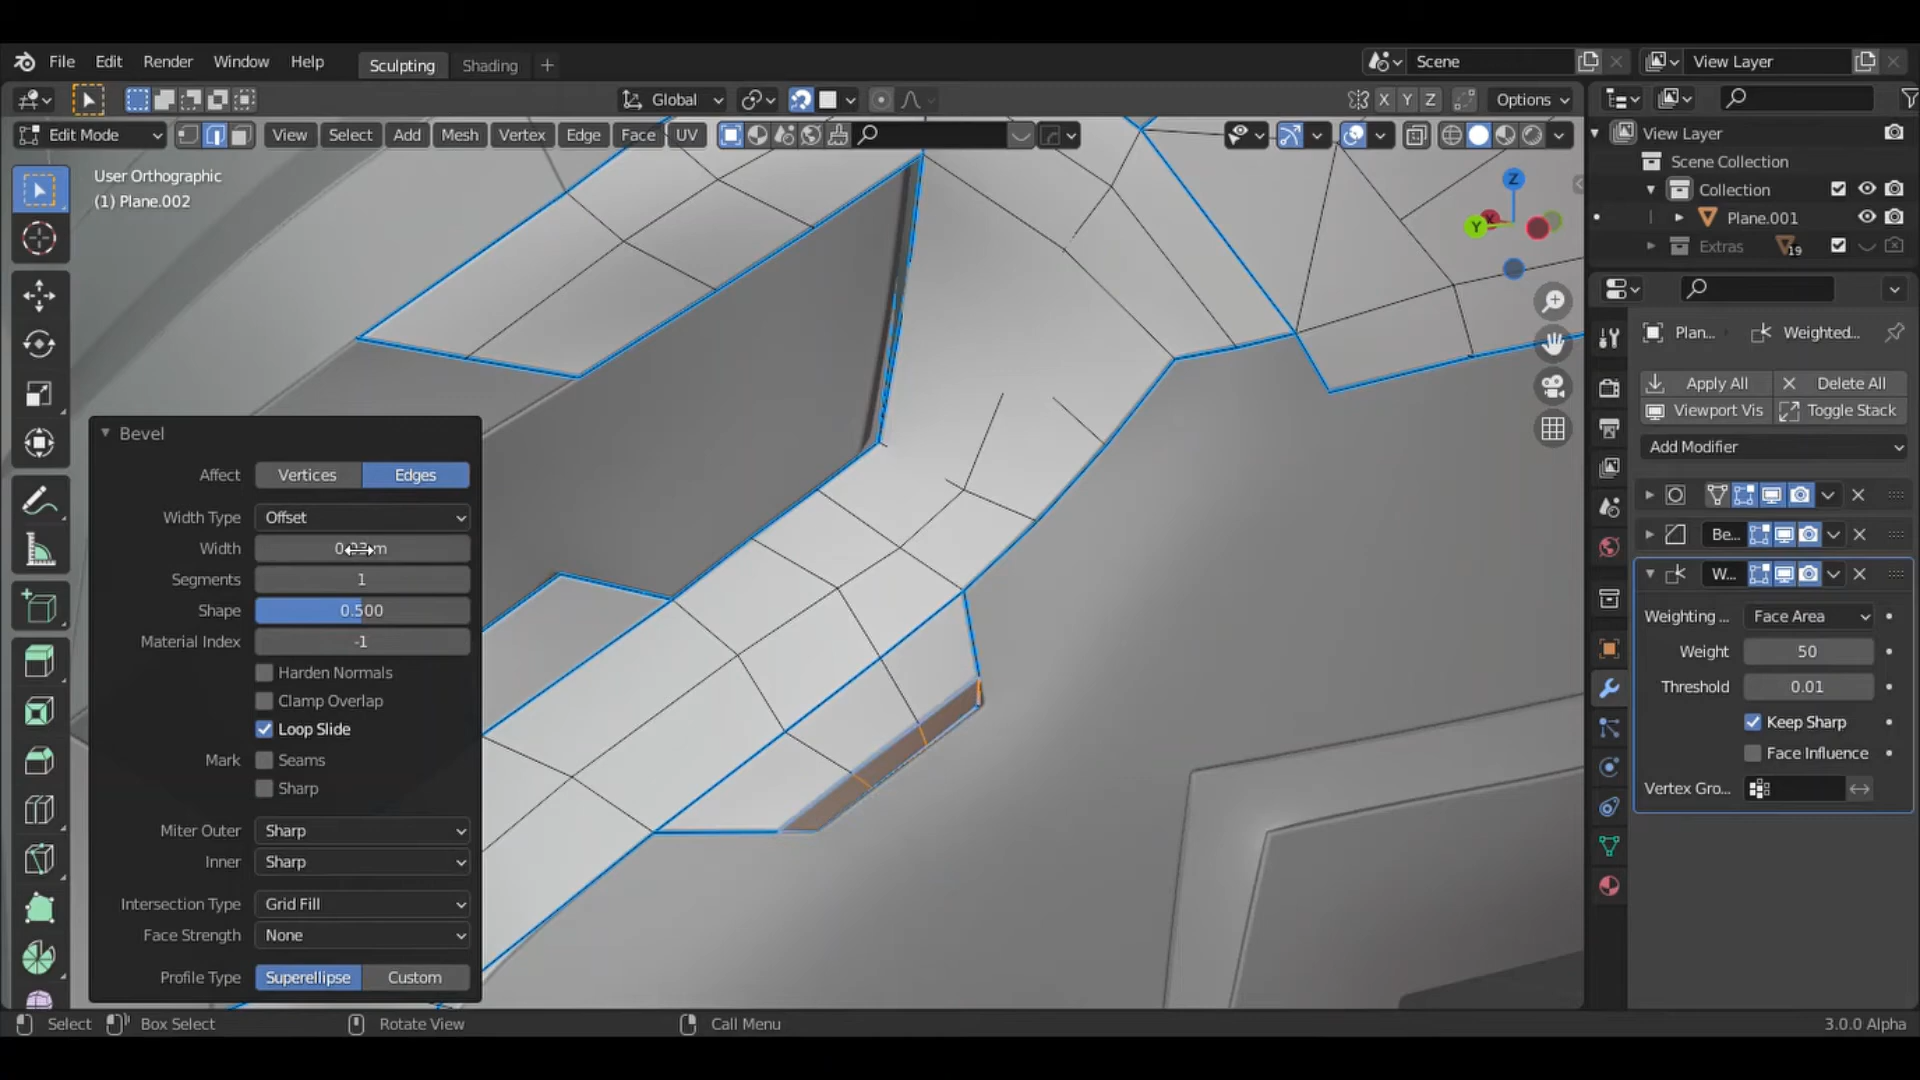 File Edit Render Window Help Sculpting Shading + Scene View Layer
Global X Y Z Options
Edit Mode View Select Add Mesh Vertex Edge Face UV
User Orthographic
(1) Plane.002
Z
X
Y
Bevel
Affect Vertices Edges
Width Type Offset
Width
Segments 1
Shape 0.500
Material Index -1
Harden Normals
Clamp Overlap
Loop Slide
Mark Seams
Sharp
Miter Outer Sharp
Inner Sharp
Intersection Type Grid Fill
Face Strength None
Profile Type Superellipse Custom
View Layer
Scene Collection
Collection
Plane.001
Extras 19
Plan... Weighted...
Apply All Delete All
Viewport Vis Toggle Stack
Add Modifier
Be...
W...
Weighting ... Face Area
Weight 50
Threshold 0.01
Keep Sharp
Face Influence
Vertex Gro...
Select Box Select Rotate View Call Menu 3.0.0 Alpha